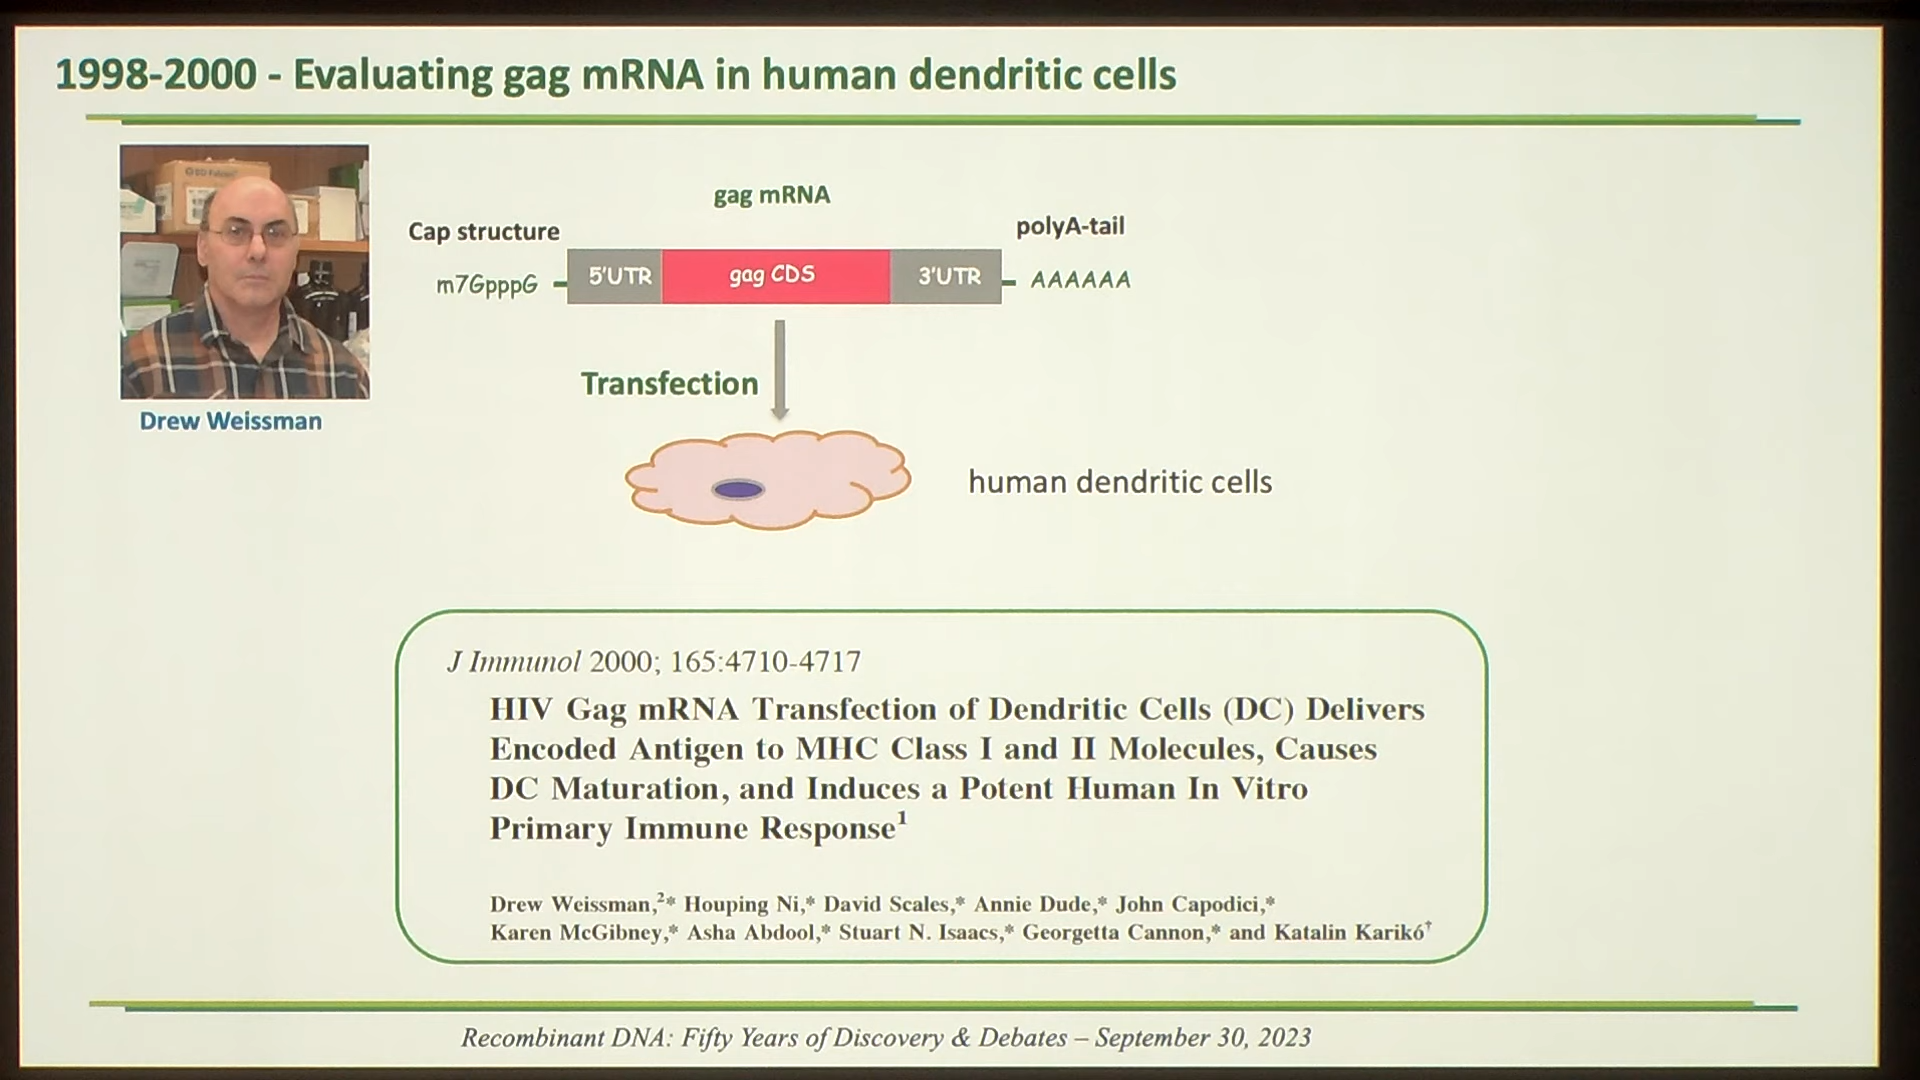 1998-2000 - Evaluating gag mRNA in human dendritic cells
gag mRNA
Cap structure
polyA-tail
m7GpppG
5'UTR
gag CDS
3'UTR
AAAAAA
Transfection
Drew Weissman
human dendritic cells
J Immunol 2000; 165:4710-4717
HIV Gag mRNA Transfection of Dendritic Cells (DC) Delivers
Encoded Antigen to MHC Class I and II Molecules, Causes
DC Maturation, and Induces a Potent Human In Vitro
Primary Immune Response¹
Drew Weissman,²* Houping Ni,* David Scales,* Annie Dude,* John Capodici,*
Karen McGibney,* Asha Abdool,* Stuart N. Isaacs,* Georgetta Cannon,* and Katalin Karikó†
Recombinant DNA: Fifty Years of Discovery & Debates – September 30, 2023